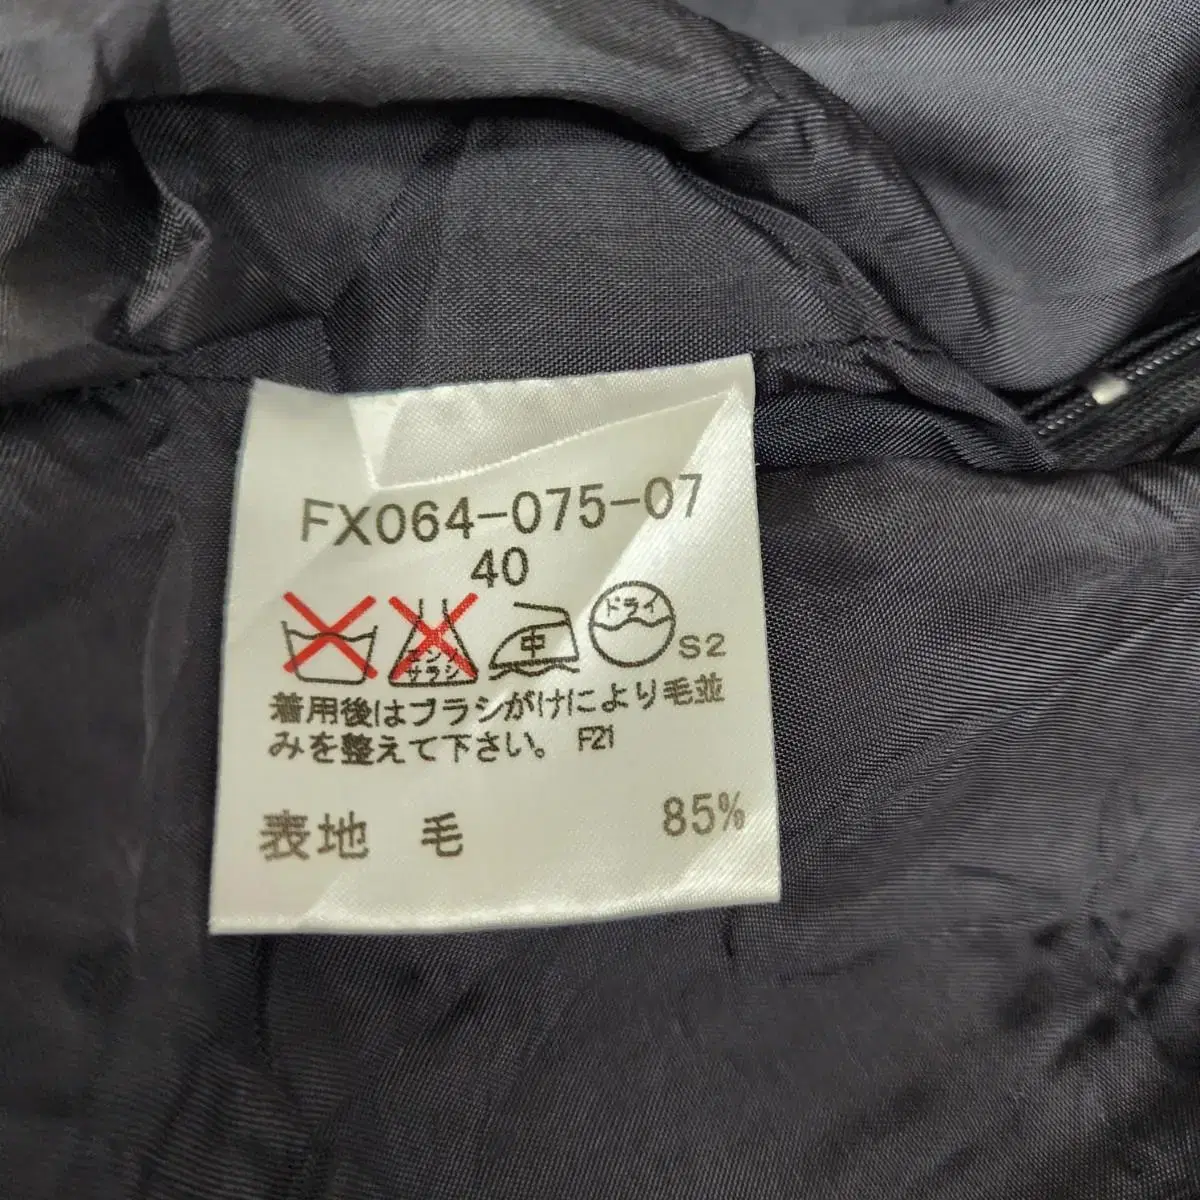 FX064-075-07
40
エンソ
サラシ
中
ドライ
S2
着用後はブラシがけにより毛並
みを整えて下さい。 F21
表地 毛 85%